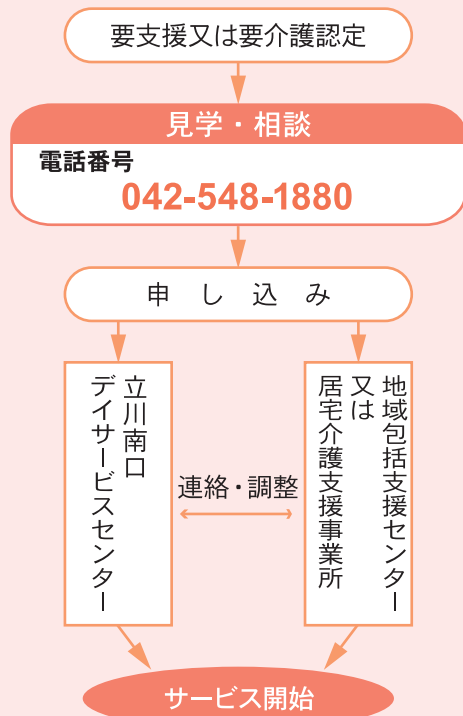 要支援又は要介護認定
見学・相談
電話番号
042-548-1880
申し込み
立川南口
デイサービスセンター
連絡・調整
地域包括支援センター
又は
居宅介護支援事業所
サービス開始